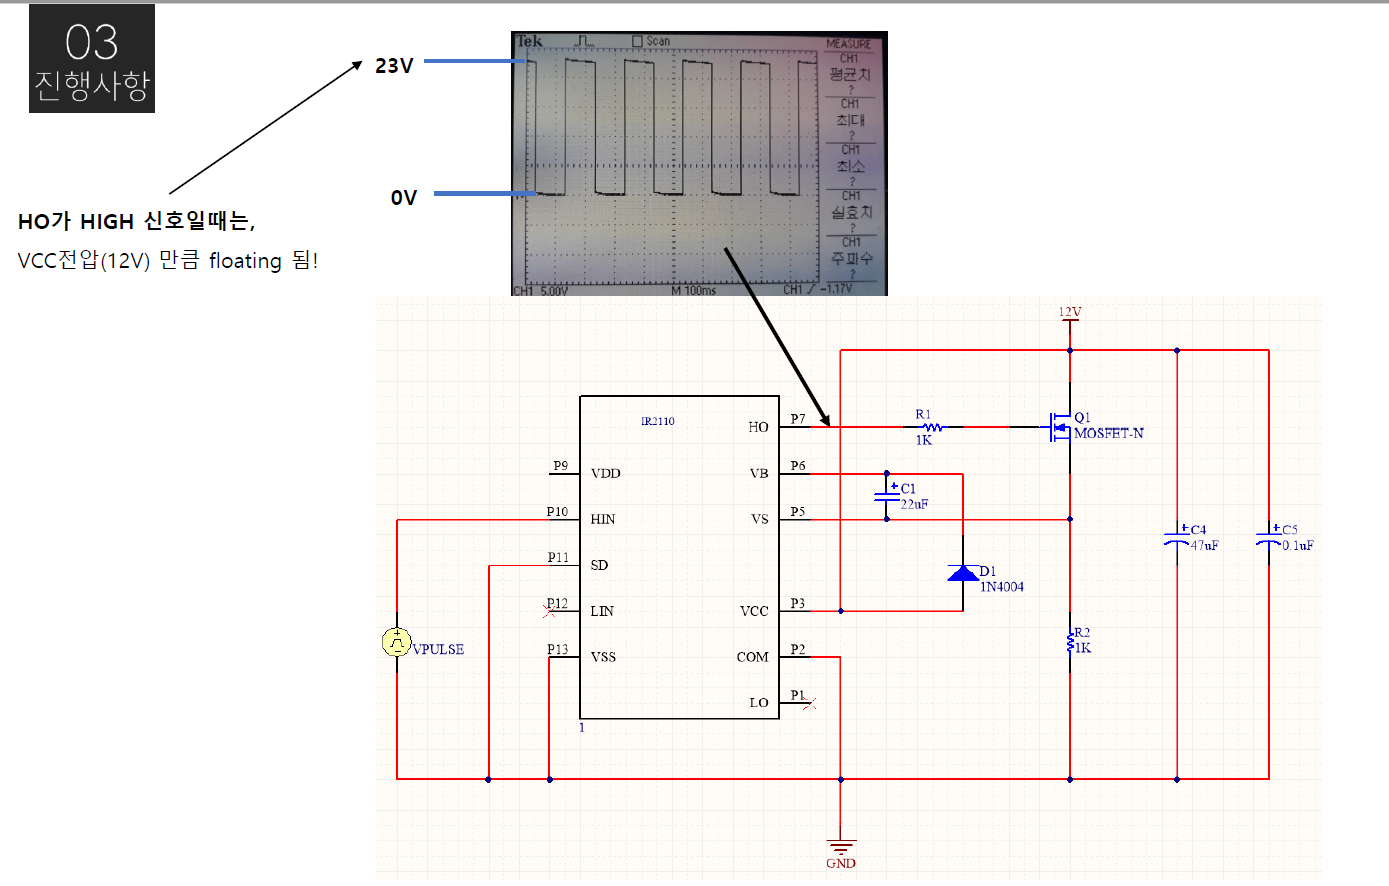 03
진행사항
23V
0V
HO가 HIGH 신호일때는,
VCC전압(12V) 만큼 floating 됨!
Tek
Scan
MEASURE
CH1
평균치
?
CH1
최대
?
CH1
최소
?
CH1
실효치
?
CH1
주파수
?
CH1 5.00V
M 100ms
CH1 -1.17V
12V
IR2110
HO
P7
R1
1K
Q1
MOSFET-N
P9
VDD
VB
P6
C1
22uF
P10
HIN
VS
P5
P11
SD
D1
1N4004
C4
47uF
C5
0.1uF
P12
LIN
VCC
P3
VPULSE
P13
VSS
COM
P2
R2
1K
LO
P1
1
GND